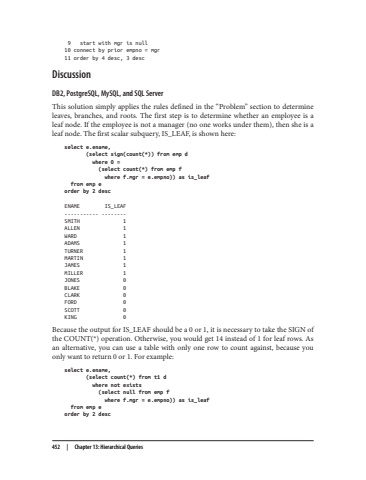 9 start with mgr is null
10 connect by prior empno = mgr
11 order by 4 desc, 3 desc
Discussion
DB2, PostgreSQL, MySQL, and SQL Server
This solution simply applies the rules defined in the “Problem” section to determine
leaves, branches, and roots. The first step is to determine whether an employee is a
leaf node. If the employee is not a manager (no one works under them), then she is a
leaf node. The first scalar subquery, IS_LEAF, is shown here:
select e.ename,
(select sign(count(*)) from emp d
where 0 =
(select count(*) from emp f
where f.mgr = e.empno)) as is_leaf
from emp e
order by 2 desc
ENAME IS_LEAF
----------- --------
SMITH 1
ALLEN 1
WARD 1
ADAMS 1
TURNER 1
MARTIN 1
JAMES 1
MILLER 1
JONES 0
BLAKE 0
CLARK 0
FORD 0
SCOTT 0
KING 0
Because the output for IS_LEAF should be a 0 or 1, it is necessary to take the SIGN of
the COUNT(*) operation. Otherwise, you would get 14 instead of 1 for leaf rows. As
an alternative, you can use a table with only one row to count against, because you
only want to return 0 or 1. For example:
select e.ename,
(select count(*) from t1 d
where not exists
(select null from emp f
where f.mgr = e.empno)) as is_leaf
from emp e
order by 2 desc
452 | Chapter 13: Hierarchical Queries